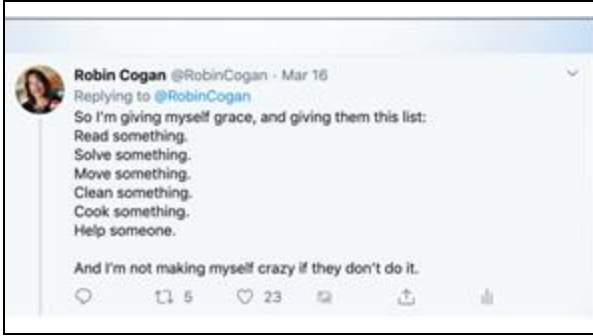 Robin Cogan @RobinCogan · Mar 16
Replying to @RobinCogan
So I'm giving myself grace, and giving them this list:
Read something.
Solve something.
Move something.
Clean something.
Cook something.
Help someone.
And I'm not making myself crazy if they don't do it.
5 23